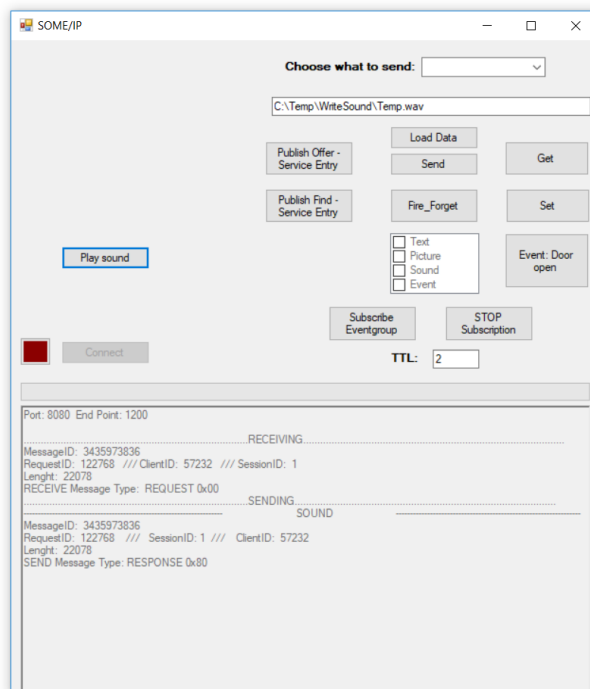 SOME/IP
Choose what to send:
C:\Temp\WriteSound\Temp.wav
Load Data
Publish Offer -
Service Entry
Send
Get
Publish Find -
Service Entry
Fire_Forget
Set
Play sound
Text
Picture
Sound
Event
Event: Door
open
Subscribe
Eventgroup
STOP
Subscription
Connect
TTL: 2
Port: 8080 End Point: 1200
RECEIVING
MessageID: 3435973836
RequestID: 122768 /// ClientID: 57232 /// SessionID: 1
Lenght: 22078
RECEIVE Message Type: REQUEST 0x00
SENDING
SOUND
MessageID: 3435973836
RequestID: 122768 /// SessionID: 1 /// ClientID: 57232
Lenght: 22078
SEND Message Type: RESPONSE 0x80